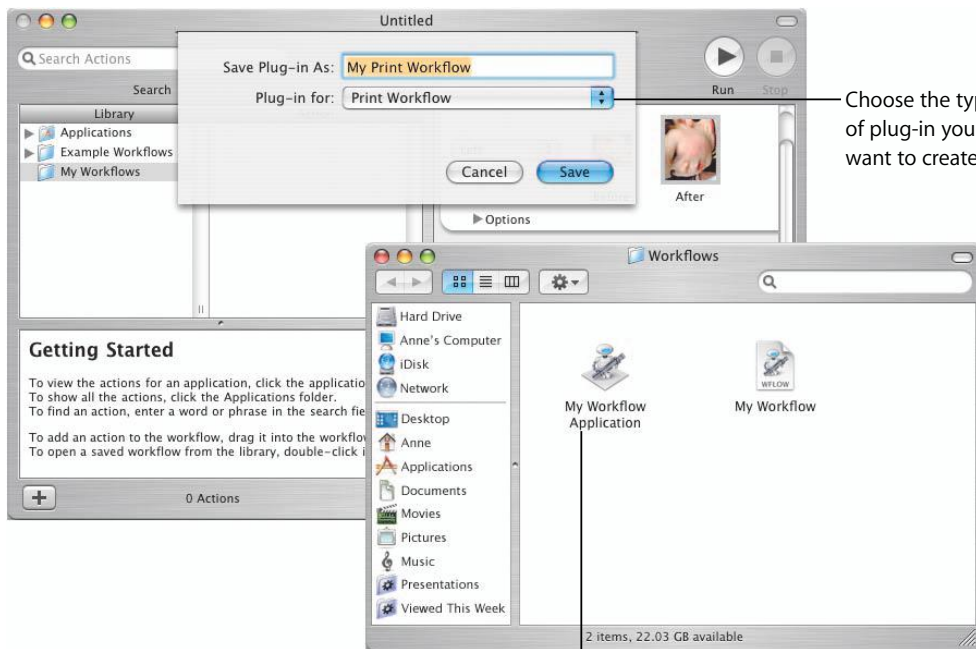 Untitled
Search Actions
Save Plug-in As: My Print Workflow
Search
Plug-in for: Print Workflow
Run
Stop
Library
Applications
Example Workflows
My Workflows
Cancel
Save
After
Options
Choose the typ
of plug-in you
want to create
Workflows
Hard Drive
Anne's Computer
iDisk
Network
Desktop
Anne
Applications
Documents
Movies
Pictures
Music
Presentations
Viewed This Week
My Workflow
Application
WFLOW
My Workflow
2 items, 22.03 GB available
Getting Started
To view the actions for an application, click the applicatio
To show all the actions, click the Applications folder.
To find an action, enter a word or phrase in the search fie
To add an action to the workflow, drag it into the workflow
To open a saved workflow from the library, double-click i
0 Actions